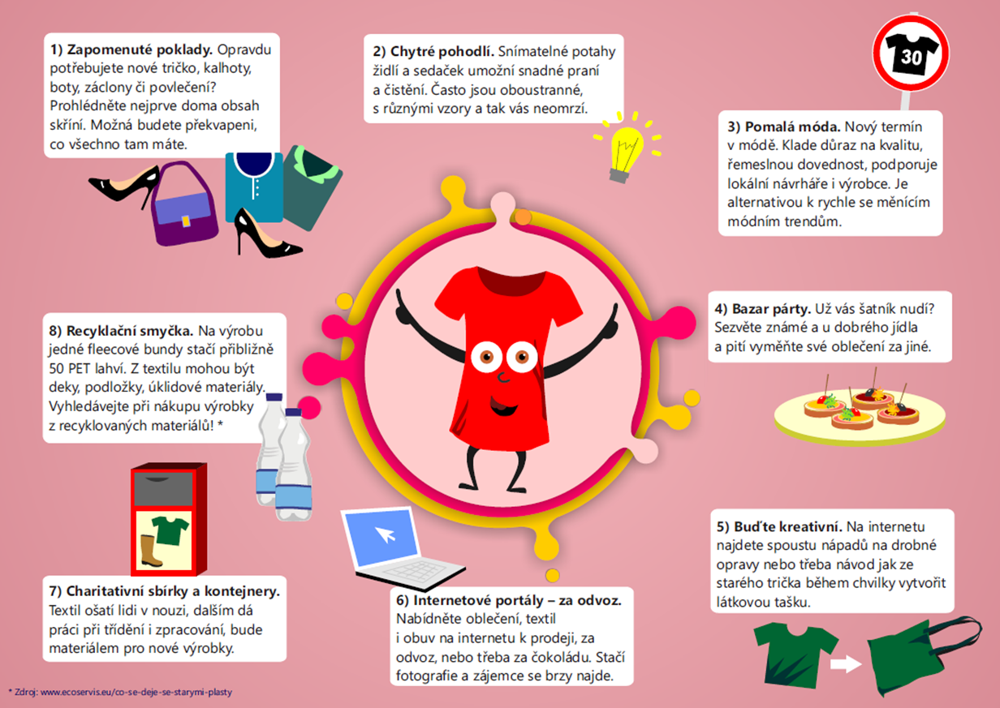 1) Zapomenuté poklady. Opravdu
potřebujete nové tričko, kalhoty,
boty, záclony či povlečení?
Prohlédněte nejprve doma obsah
skříní. Možná budete překvapeni,
co všechno tam máte.
2) Chytré pohodlí. Snímatelné potahy
židlí a sedaček umožní snadné praní
a čistění. Často jsou oboustranné,
s různými vzory a tak vás neomrzí.
30
3) Pomalá móda. Nový termín
v módě. Klade důraz na kvalitu,
řemeslnou dovednost, podporuje
lokální návrháře i výrobce. Je
alternativou k rychle se měnícím
módním trendům.
4) Bazar párty. Už vás šatník nudí?
Sezvěte známé a u dobrého jídla
a pití vyměňte své oblečení za jiné.
5) Buďte kreativní. Na internetu
najdete spoustu nápadů na drobné
opravy nebo třeba návod jak ze
starého trička během chvilky vytvořit
látkovou tašku.
6) Internetové portály – za odvoz.
Nabídněte oblečení, textil
i obuv na internetu k prodeji, za
odvoz, nebo třeba za čokoládu. Stačí
fotografie a zájemce se brzy najde.
7) Charitativní sbírky a kontejnery.
Textil ošatí lidi v nouzi, dalším dá
práci při třídění i zpracování, bude
materiálem pro nové výrobky.
8) Recyklační smyčka. Na výrobu
jedné fleecové bundy stačí přibližně
50 PET lahví. Z textilu mohou být
deky, podložky, úklidové materiály.
Vyhledávejte při nákupu výrobky
z recyklovaných materiálů! *
* Zdroj: www.ecoservis.eu/co-se-deje-se-starymi-plasty